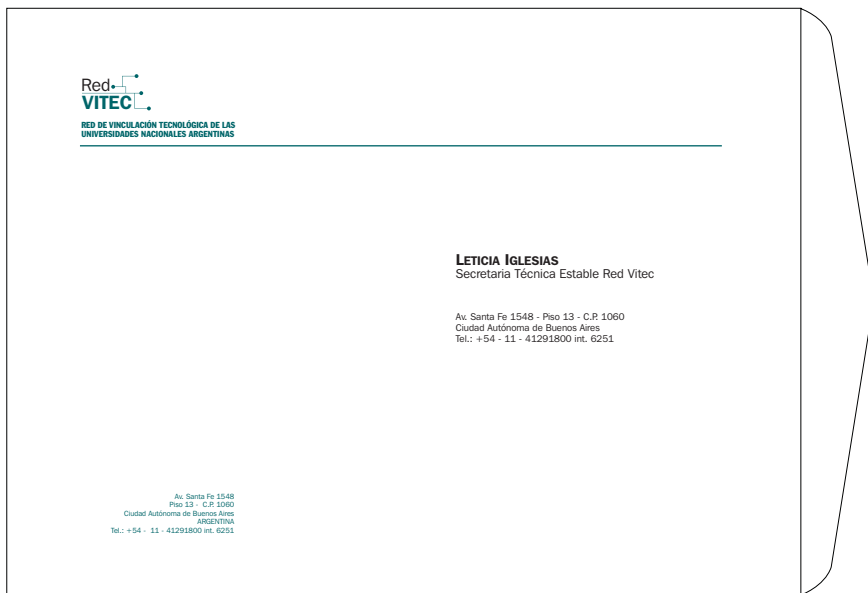 Red
VITEC
RED DE VINCULACIÓN TECNOLÓGICA DE LAS
UNIVERSIDADES NACIONALES ARGENTINAS
LETICIA IGLESIAS
Secretaria Técnica Estable Red Vitec
Av. Santa Fe 1548 - Piso 13 - C.P. 1060
Ciudad Autónoma de Buenos Aires
Tel.: +54 - 11 - 41291800 int. 6251
Av. Santa Fe 1548
Piso 13 - C.P. 1060
Ciudad Autónoma de Buenos Aires
ARGENTINA
Tel.: +54 - 11 - 41291800 int. 6251